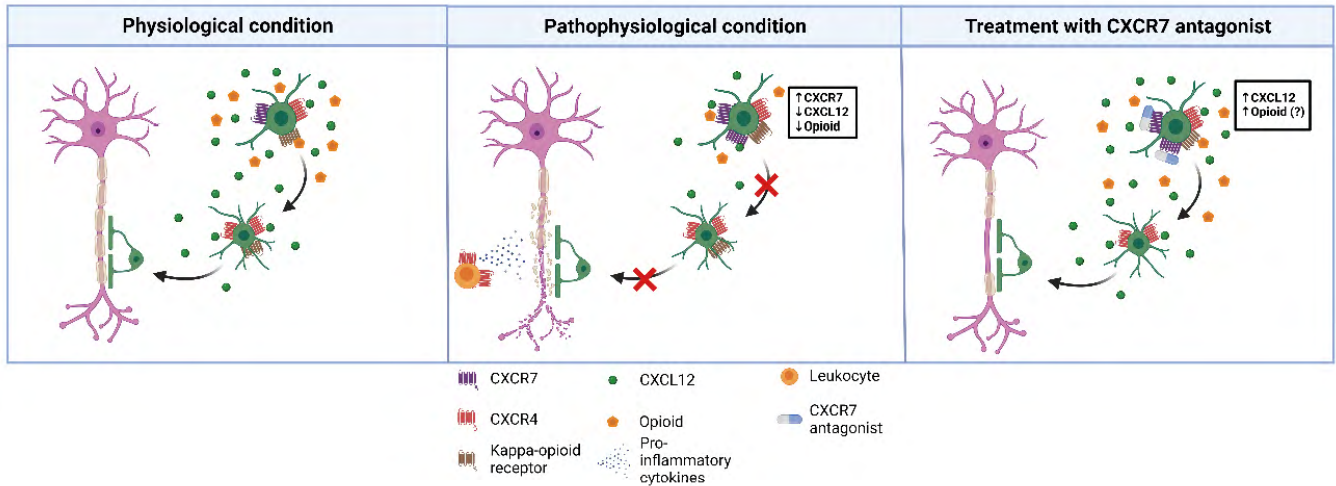 Physiological condition
Pathophysiological condition
Treatment with CXCR7 antagonist
↑CXCR7
↓CXCL12
↓Opioid
↑CXCL12
↑Opioid (?)
CXCR7
CXCL12
Leukocyte
CXCR4
Opioid
CXCR7
antagonist
Kappa-opioid
receptor
Pro-
inflammatory
cytokines